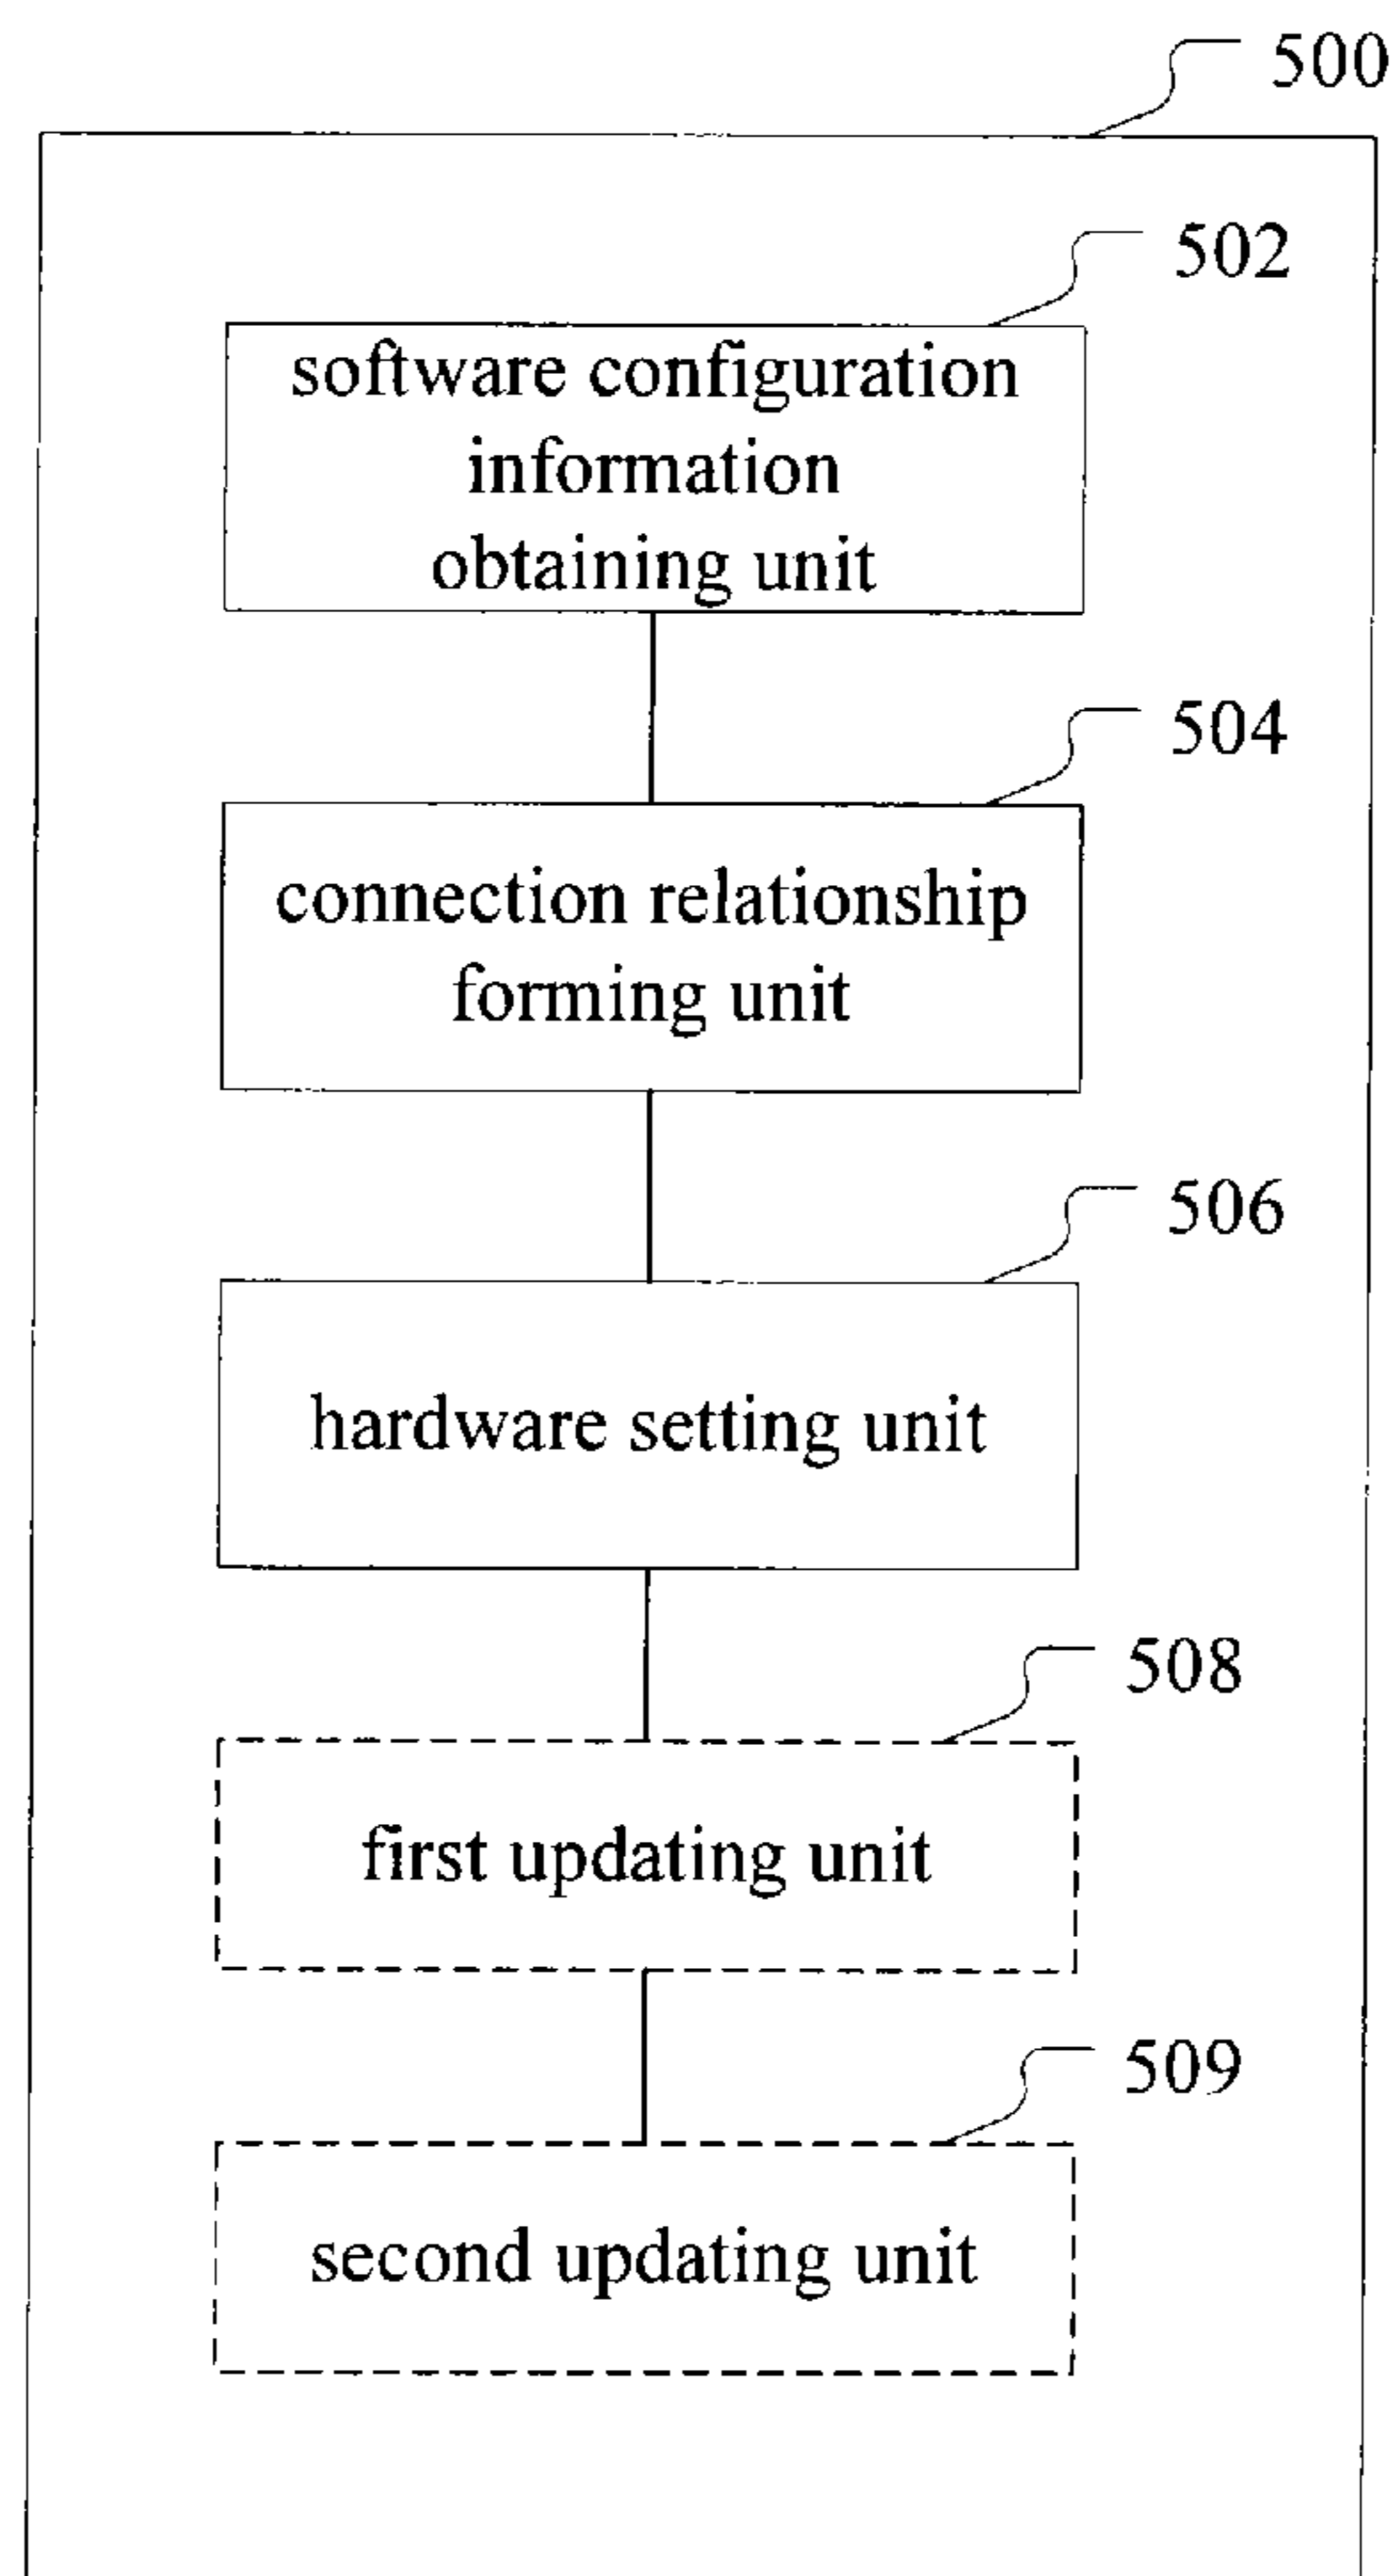 500
502
software configuration
information
obtaining unit
504
connection relationship
forming unit
506
hardware setting unit
508
first updating unit
509
second updating unit